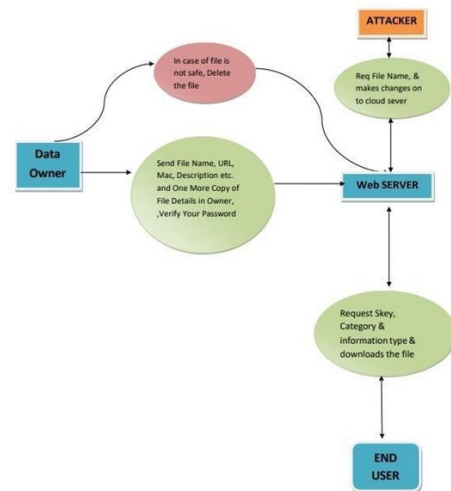 ATTACKER
In case of file is
not safe, Delete
the file
Req File Name, &
makes changes on
to cloud sever
Data
Owner
Send File Name, URL,
Mac, Description etc.
and One More Copy of
File Details in Owner,
,Verify Your Password
Web SERVER
Request Skey,
Category &
information type &
downloads the file
END
USER